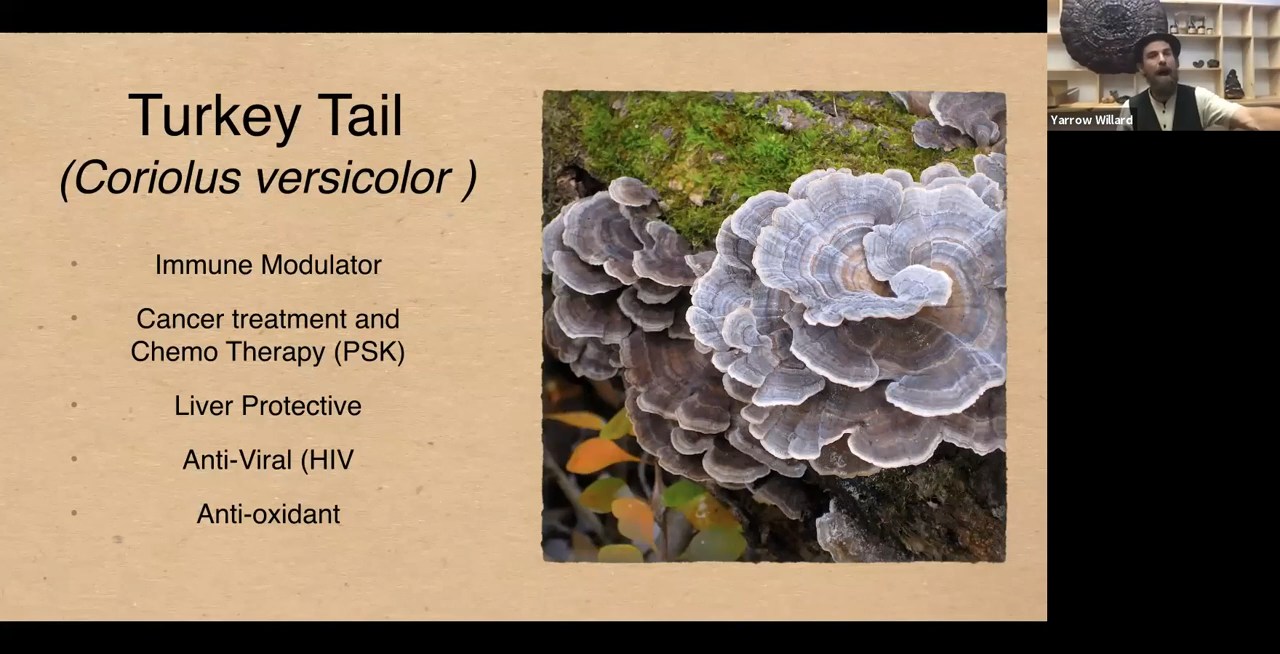 Turkey Tail
(Coriolus versicolor )
• Immune Modulator
• Cancer treatment and
Chemo Therapy (PSK)
• Liver Protective
• Anti-Viral (HIV
• Anti-oxidant
Yarrow Willard